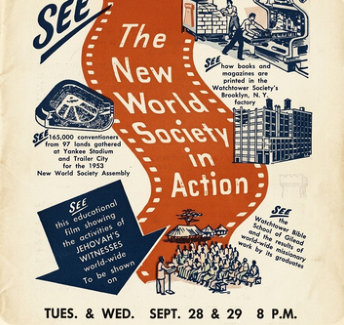 SEE
The
New
World
Society
in
Action
SEE
how books and
magazines are
printed in the
Watchtower Society's
Brooklyn, N. Y.
factory
SEE 165,000 conventioners
from 97 lands gathered
at Yankee Stadium
and Trailer City
for the 1953
New World Society Assembly
SEE
this educational
film showing
the activities of
JEHOVAH'S
WITNESSES
world-wide
To be shown
on
SEE
the
Watchtower Bible
School of Gilead
and the results of
world-wide missionary
work by its graduates
TUES. & WED. SEPT. 28 & 29 8 P.M.